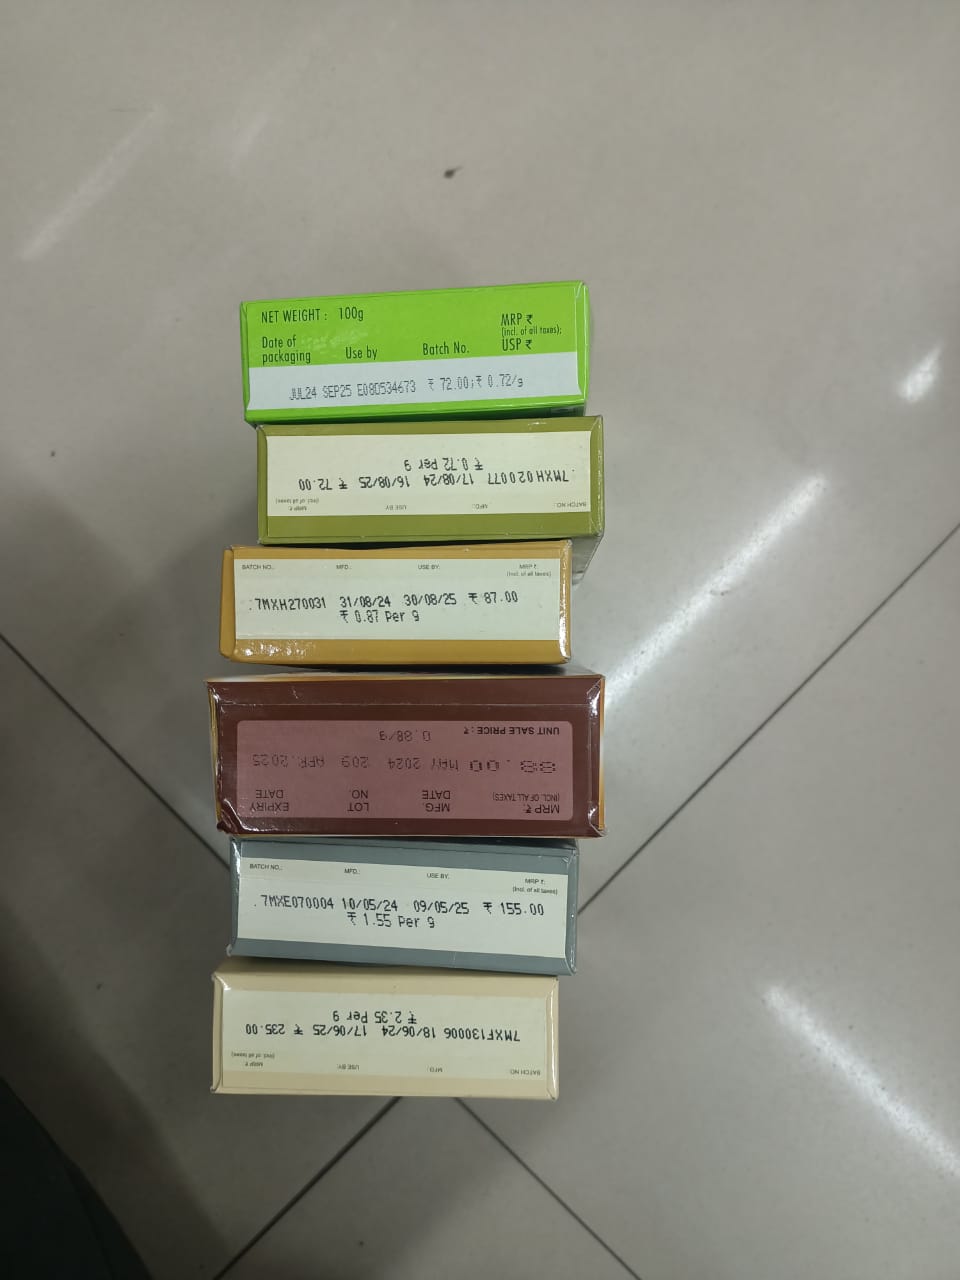 NET WEIGHT : 100g
MRP ₹
(incl. of all taxes);
Date of packaging Use by Batch No. USP ₹
JUL24 SEP25 E08D534673 ₹ 72.00;₹ 0.72/g
BATCH NO.: MFD.: USE BY: MRP ₹:
(incl. of all taxes)
.7MXH020077 17/08/24 16/08/25 ₹ 72.00
₹ 0.72 Per g
BATCH NO.: MFD.: USE BY: MRP ₹:
(incl. of all taxes)
.7MXH270031 31/08/24 30/08/25 ₹ 87.00
₹ 0.87 Per g
MRP ₹: MFG. DATE LOT NO. EXPIRY DATE
(INCL. OF ALL TAXES)
88.00 MAY 2024 209 APR.2025
UNIT SALE PRICE : ₹ 0.88/g
BATCH NO.: MFD.: USE BY: MRP ₹:
(incl. of all taxes)
.7MXE070004 10/05/24 09/05/25 ₹ 155.00
₹ 1.55 Per g
BATCH NO.: MFD.: USE BY: MRP ₹:
(incl. of all taxes)
7MXF130006 18/06/24 17/06/25 ₹ 235.00
₹ 2.35 Per g